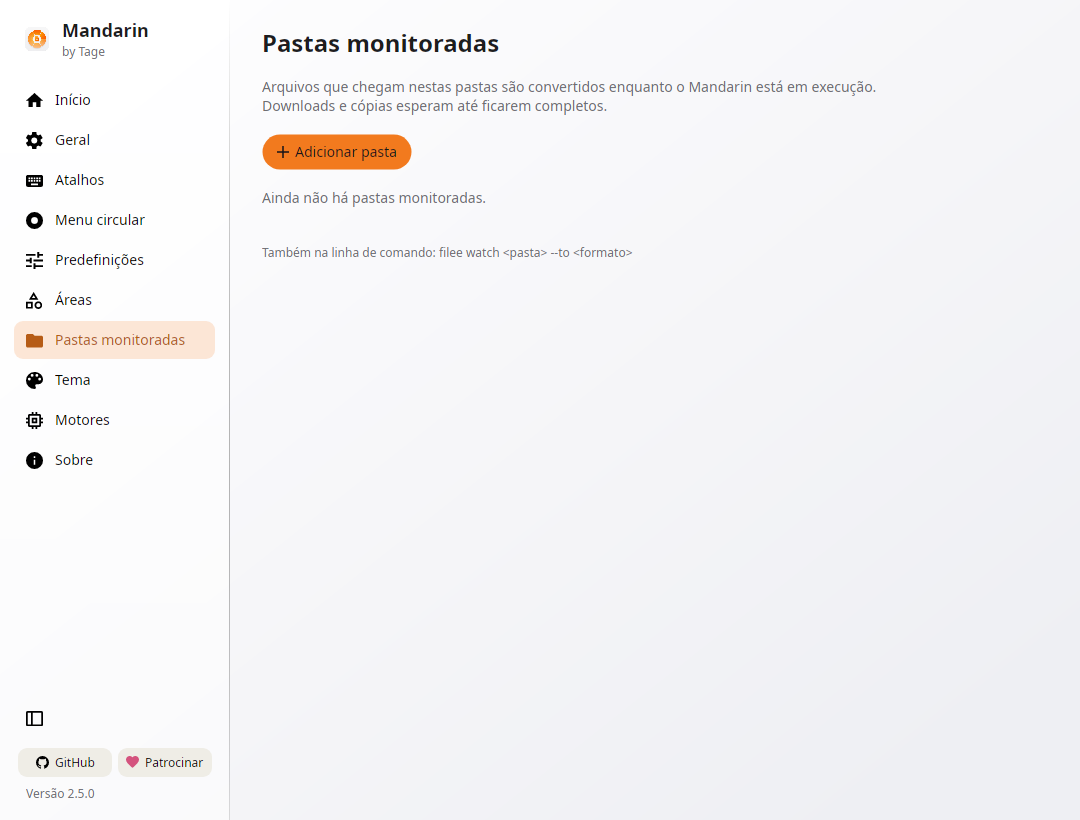 Mandarin
by Tage
Início
Geral
Atalhos
Menu circular
Predefinições
Áreas
Pastas monitoradas
Tema
Motores
Sobre
GitHub
Patrocinar
Versão 2.5.0
Pastas monitoradas
Arquivos que chegam nestas pastas são convertidos enquanto o Mandarin está em execução.
Downloads e cópias esperam até ficarem completos.
Adicionar pasta
Ainda não há pastas monitoradas.
Também na linha de comando: filee watch <pasta> --to <formato>